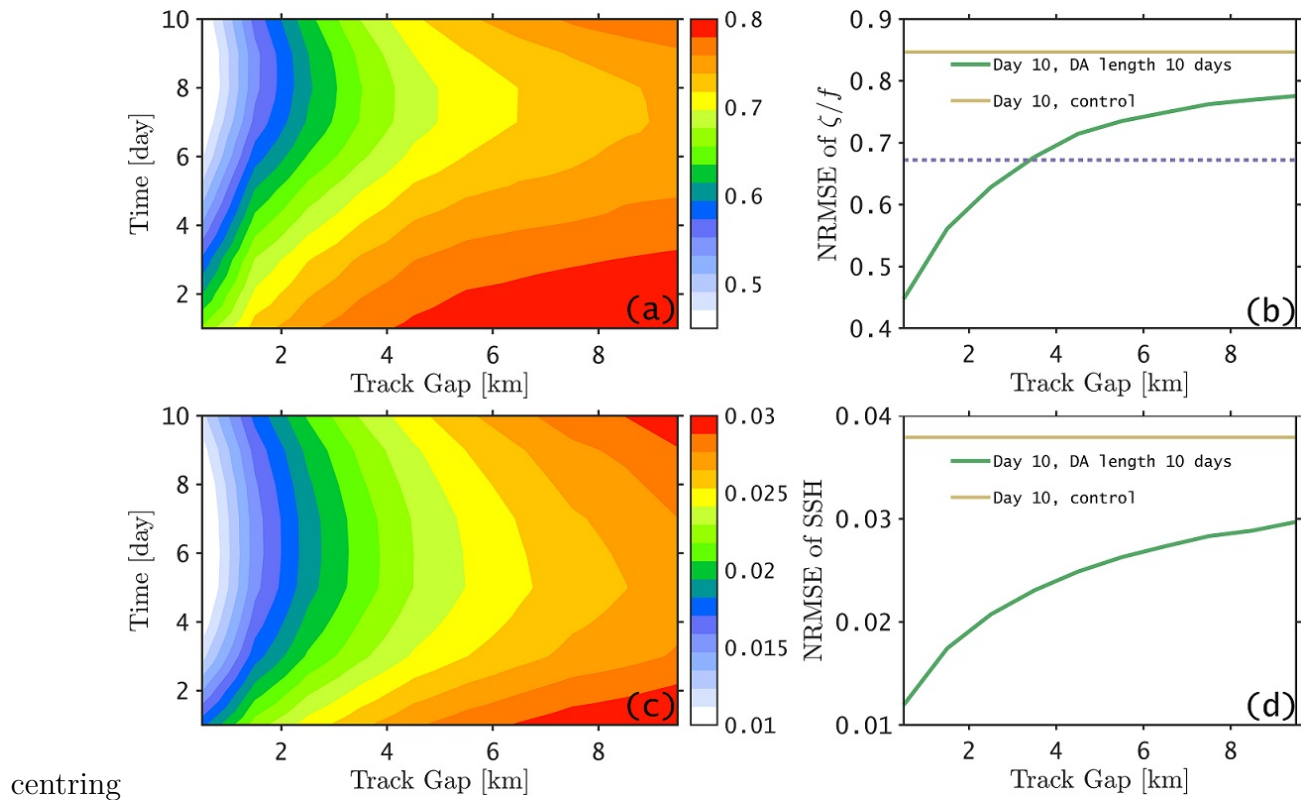 10
8
6
4
2
Time [day]
2 4 6 8
Track Gap [km]
(a)
0.8
0.7
0.6
0.5
0.9
0.8
0.7
0.6
0.5
0.4
NRMSE of ζ/f
Day 10, DA length 10 days
Day 10, control
(b)
2 4 6 8
Track Gap [km]
10
8
6
4
2
Time [day]
2 4 6 8
Track Gap [km]
(c)
0.03
0.025
0.02
0.015
0.01
0.04
0.03
0.02
0.01
NRMSE of SSH
Day 10, DA length 10 days
Day 10, control
(d)
2 4 6 8
Track Gap [km]
centring